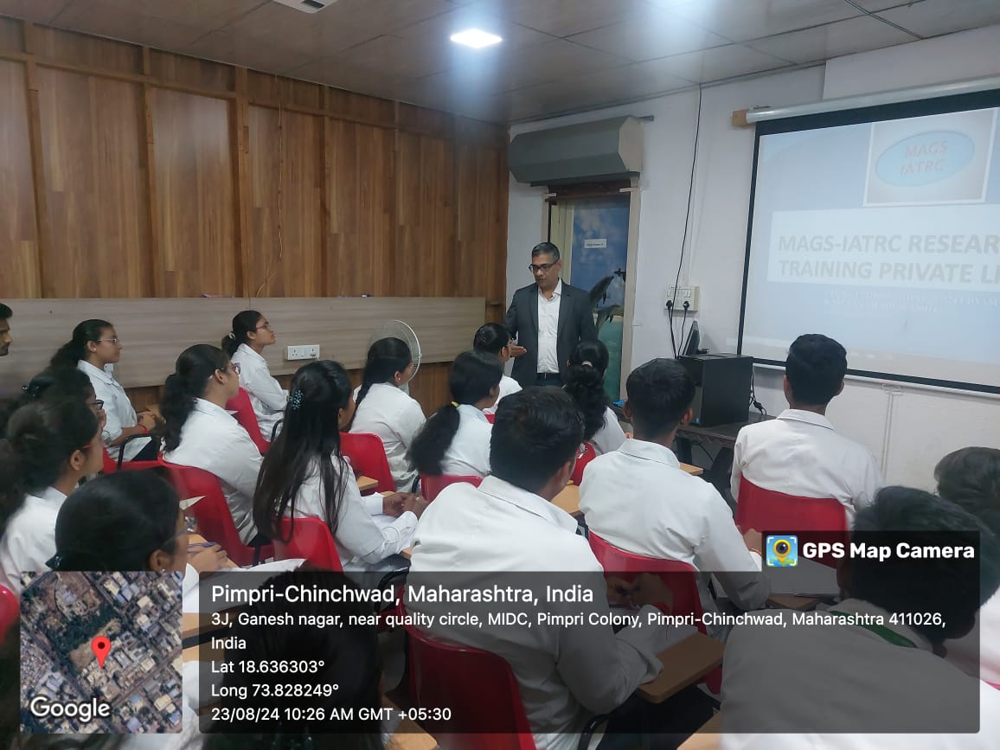 MAGS
IATRC
MAGS-IATRC RESEAR
TRAINING PRIVATE LI
GPS Map Camera
Pimpri-Chinchwad, Maharashtra, India
3J, Ganesh nagar, near quality circle, MIDC, Pimpri Colony, Pimpri-Chinchwad, Maharashtra 411026,
India
Lat 18.636303°
Long 73.828249°
23/08/24 10:26 AM GMT +05:30
Google